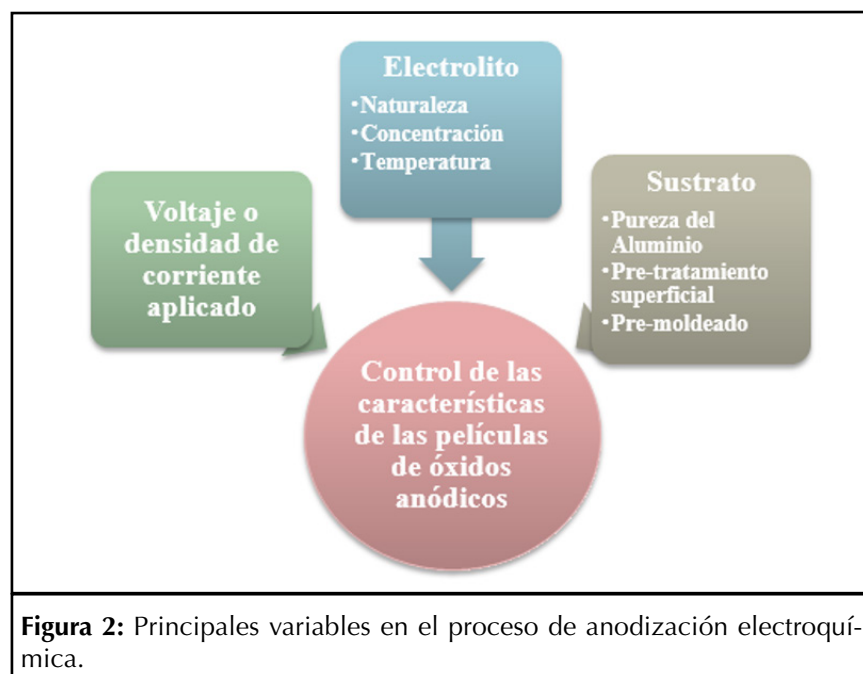 Electrolito
•Naturaleza
•Concentración
•Temperatura
Voltaje o
densidad de
corriente
aplicado
Sustrato
•Pureza del
Aluminio
•Pre-tratamiento
superficial
•Pre-moldeado
Control de las
características
de las películas
de óxidos
anódicos
Figura 2: Principales variables en el proceso de anodización electroquí-
mica.